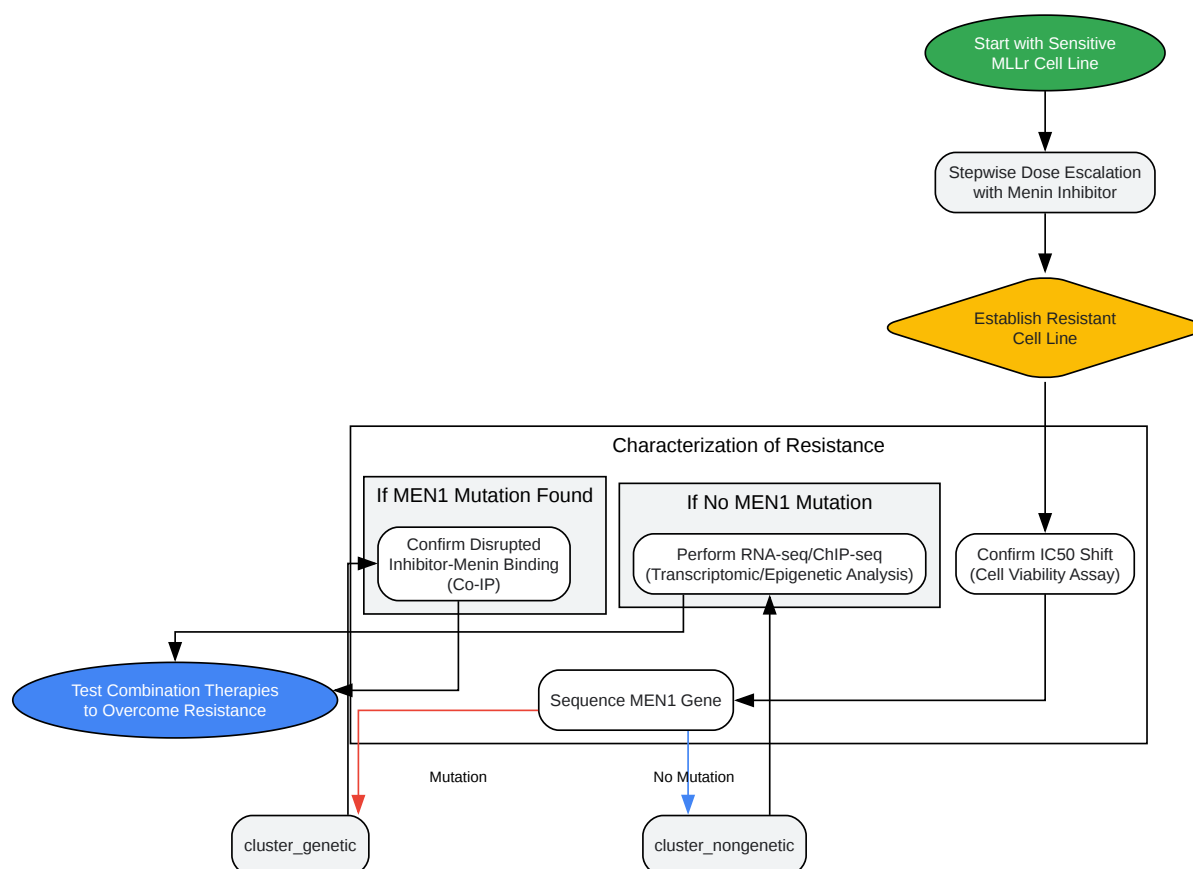 Start with Sensitive
MLLr Cell Line
Stepwise Dose Escalation
with Menin Inhibitor
Establish Resistant
Cell Line
Characterization of Resistance
If MEN1 Mutation Found
Confirm Disrupted
Inhibitor-Menin Binding
(Co-IP)
If No MEN1 Mutation
Perform RNA-seq/ChIP-seq
(Transcriptomic/Epigenetic Analysis)
Confirm IC50 Shift
(Cell Viability Assay)
Test Combination Therapies
to Overcome Resistance
Sequence MEN1 Gene
Mutation
No Mutation
cluster_genetic
cluster_nongenetic